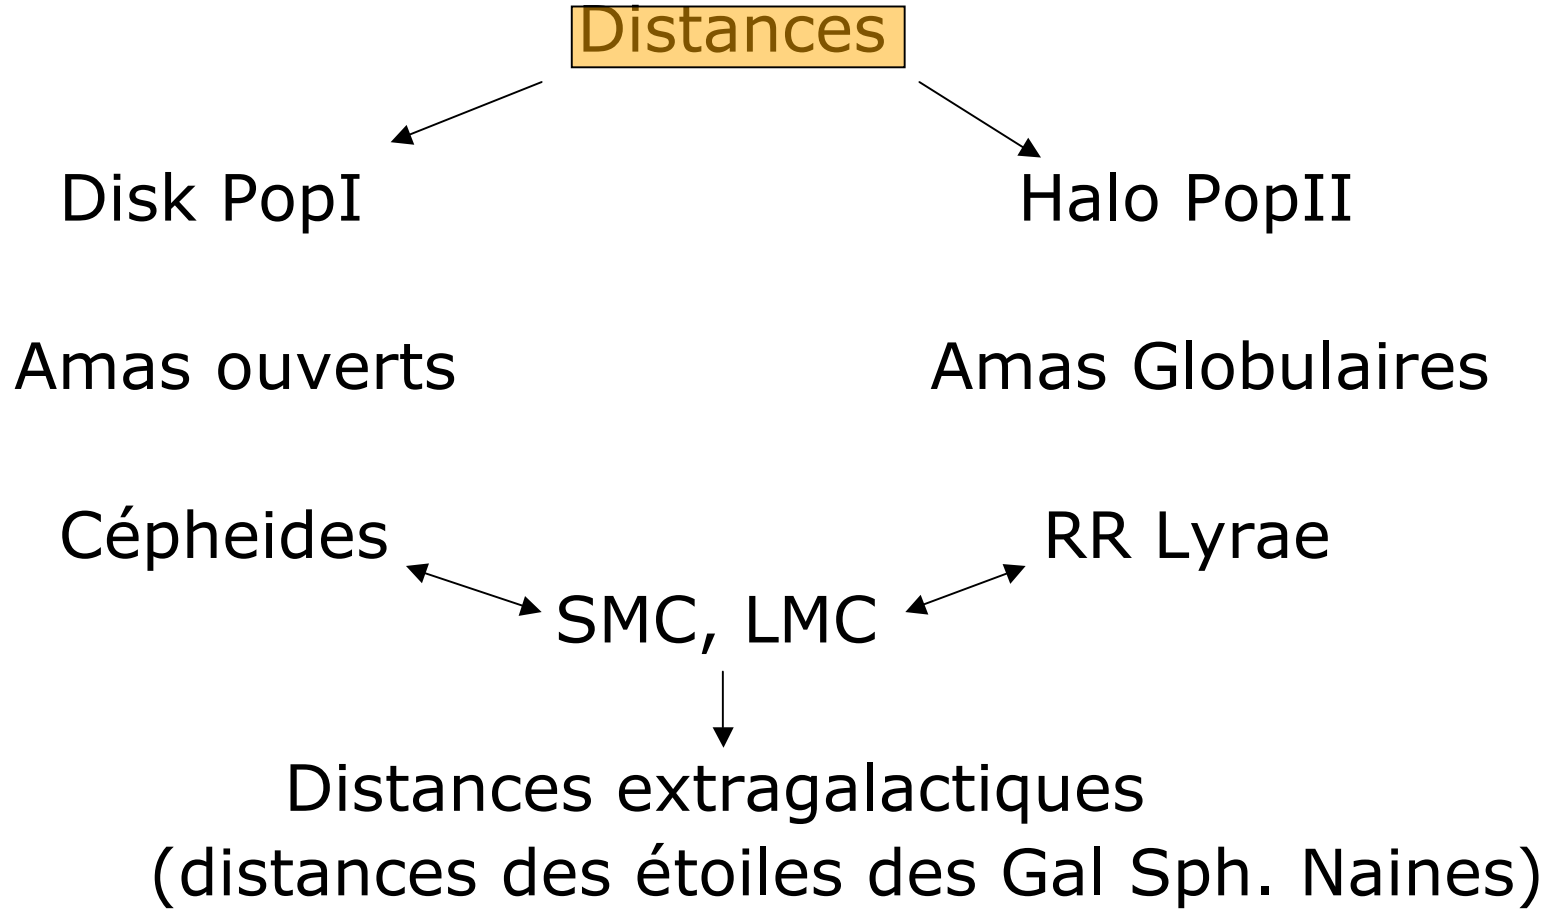 Distances
Disk PopI
Halo PopII
Amas ouverts
Amas Globulaires
Cépheides
RR Lyrae
SMC, LMC
Distances extragalactiques
(distances des étoiles des Gal Sph. Naines)